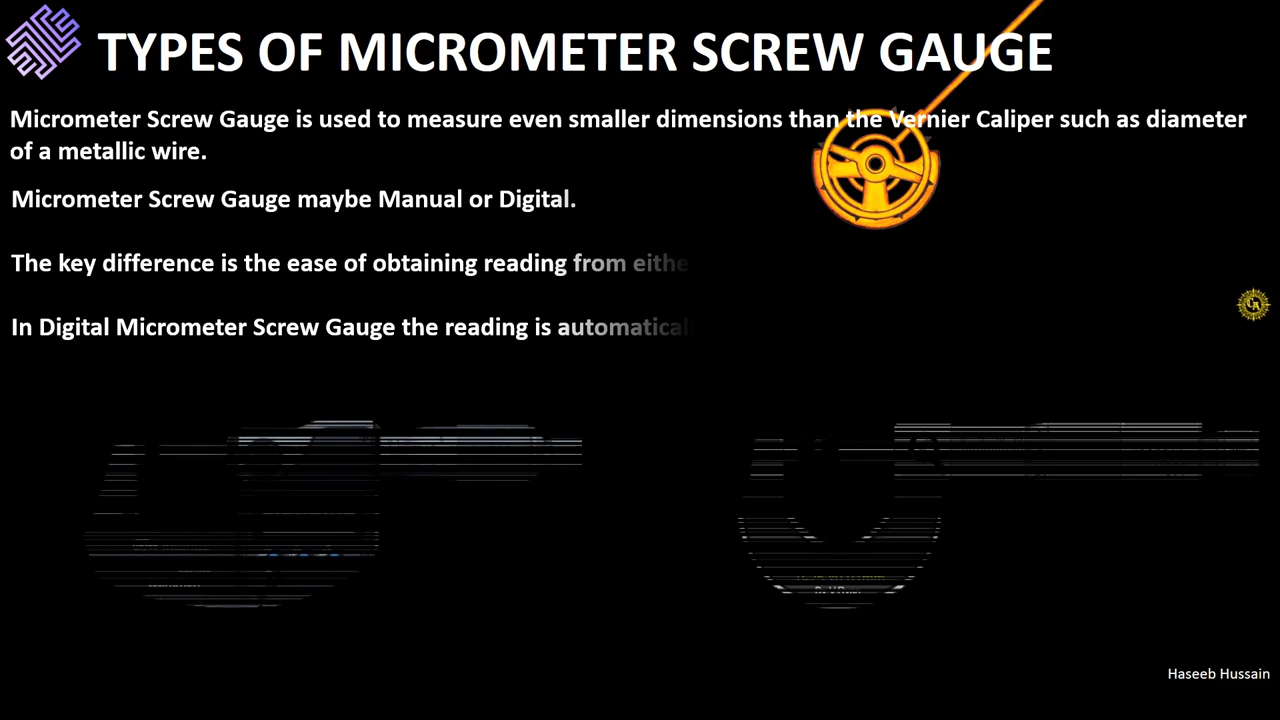 TYPES OF MICROMETER SCREW GAUGE
Micrometer Screw Gauge is used to measure even smaller dimensions than the Vernier Caliper such as diameter
of a metallic wire.
Micrometer Screw Gauge maybe Manual or Digital.
The key difference is the ease of obtaining reading from eithe
In Digital Micrometer Screw Gauge the reading is automatical
Haseeb Hussain